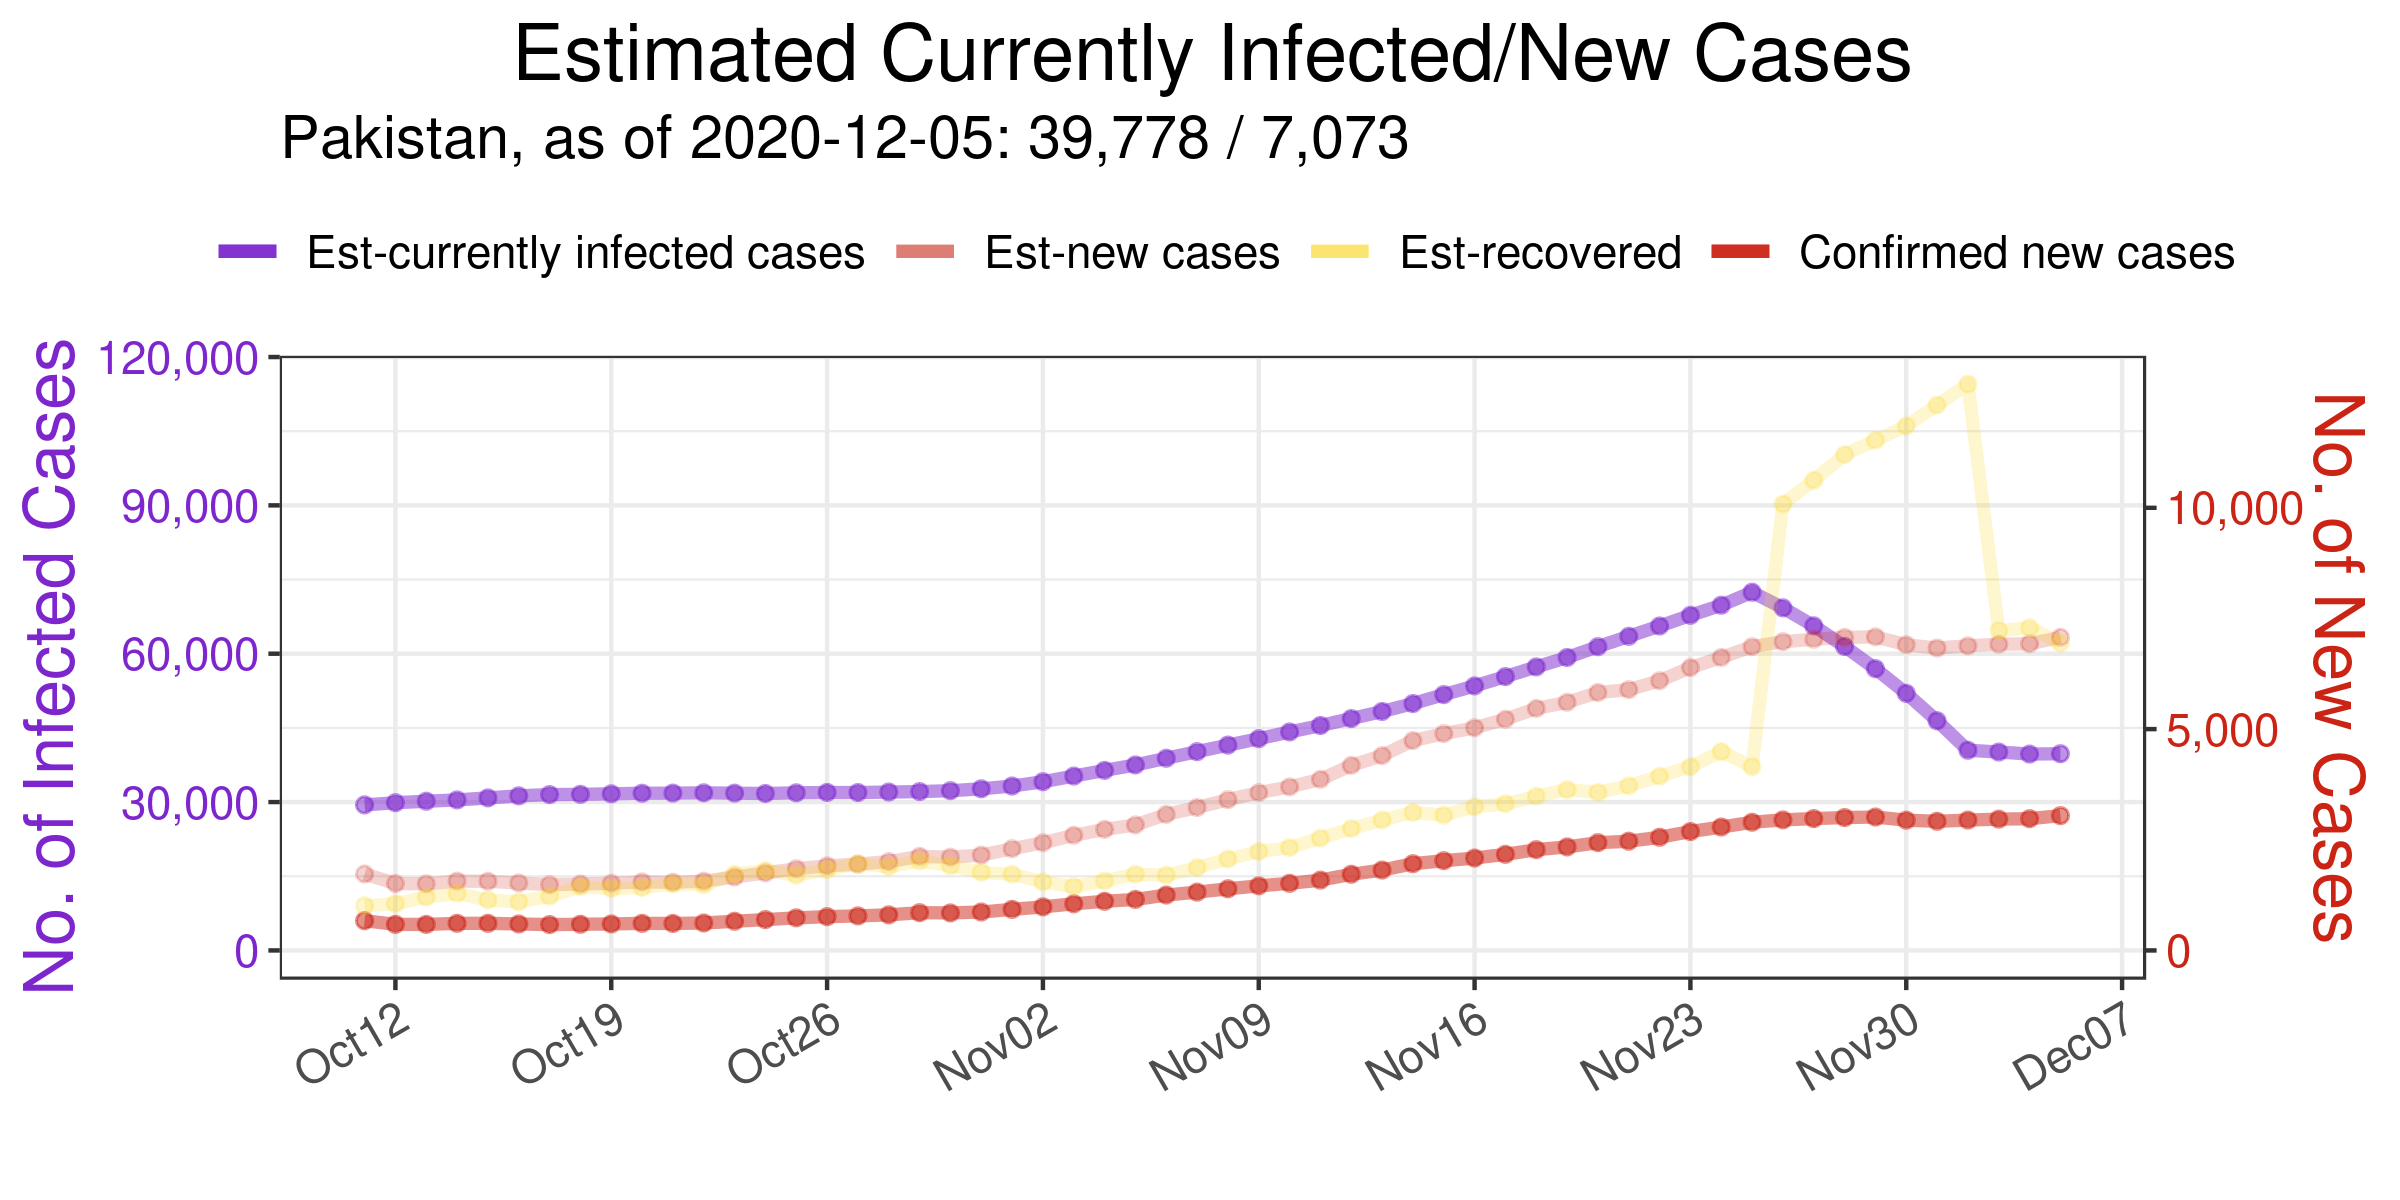 Estimated Currently Infected/New Cases
Pakistan, as of 2020-12-05: 39,778 / 7,073
Est-currently infected cases Est-new cases Est-recovered Confirmed new cases
No. of Infected Cases
120,000
90,000
60,000
30,000
0
10,000
5,000
0
No. of New Cases
Oct12 Oct19 Oct26 Nov02 Nov09 Nov16 Nov23 Nov30 Dec07